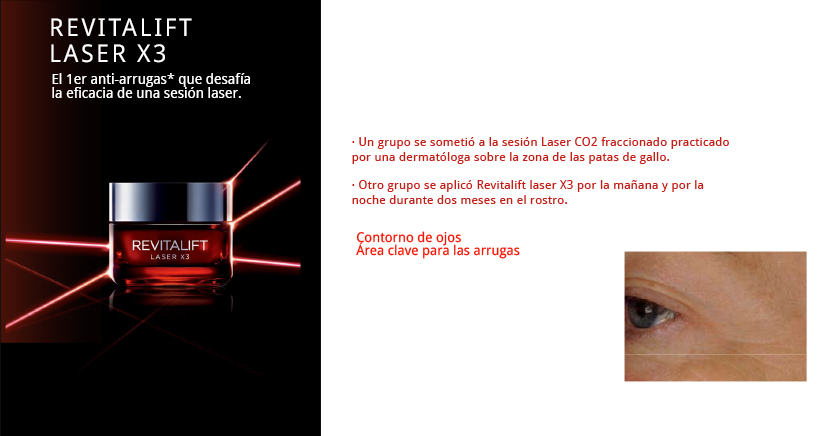 REVITALIFT
LASER X3
El 1er anti-arrugas* que desafía
la eficacia de una sesión laser.
REVITALIFT
LASER X3
· Un grupo se sometió a la sesión Laser CO2 fraccionado practicado
por una dermatóloga sobre la zona de las patas de gallo.
· Otro grupo se aplicó Revitalift laser X3 por la mañana y por la
noche durante dos meses en el rostro.
Contorno de ojos
Área clave para las arrugas